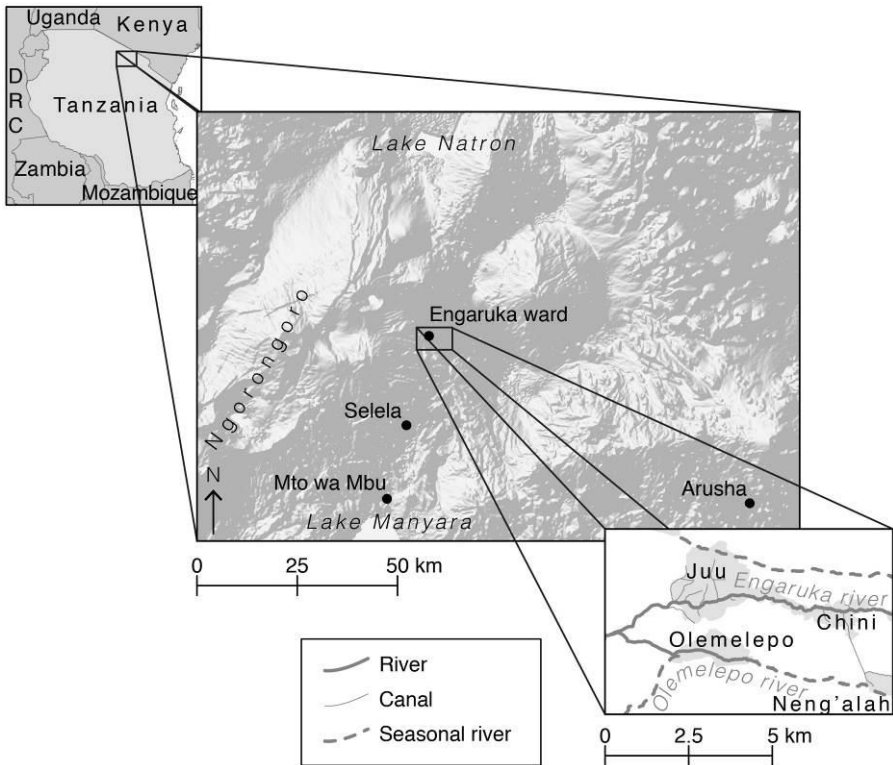 Uganda
Kenya
DRC
Tanzania
Zambia
Mozambique
Lake Natron
Ngorongoro
Engaruka ward
Selela
Mto wa Mbu
Arusha
N
Lake Manyara
0 25 50 km
Juu
Engaruka river
Chini
Olemelepo
Olemelepo river
Neng'alah
River
Canal
Seasonal river
0 2.5 5 km